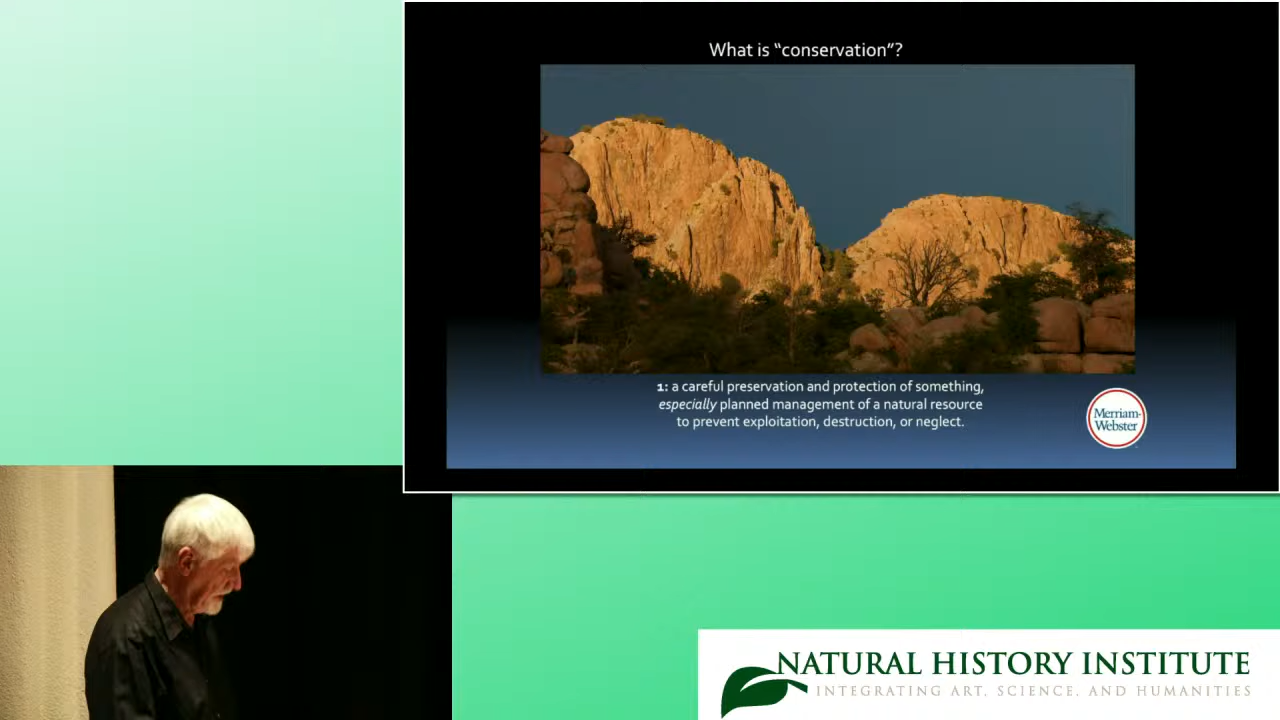 What is “conservation”?
1: a careful preservation and protection of something,
especially planned management of a natural resource
to prevent exploitation, destruction, or neglect.
Merriam-
Webster
NATURAL HISTORY INSTITUTE
INTEGRATING ART, SCIENCE, AND HUMANITIES